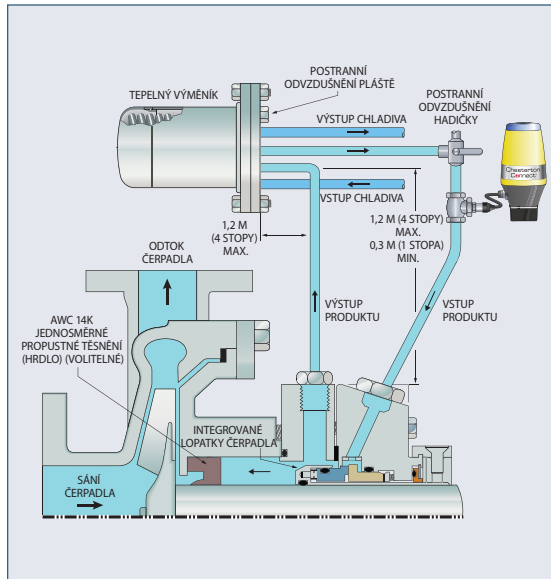 POSTRANNÍ
ODVZDUŠNĚNÍ PLÁŠTĚ
TEPELNÝ VÝMĚNÍK
POSTRANNÍ
ODVZDUŠNĚNÍ
HADIČKY
VÝSTUP CHLADIVA
Chesterton
Connect
VSTUP CHLADIVA
1,2 M
(4 STOPY)
MAX.
1,2 M (4 STOPY)
MAX.
0,3 M (1 STOPA)
MIN.
ODTOK
ČERPADLA
AWC 14K
JEDNOSMĚRNÉ
PROPUSTNÉ TĚSNĚNÍ
(HRDLO) (VOLITELNÉ)
VÝSTUP
PRODUKTU
VSTUP
PRODUKTU
INTEGROVANÉ
LOPATKY ČERPADLA
SÁNÍ
ČERPADLA